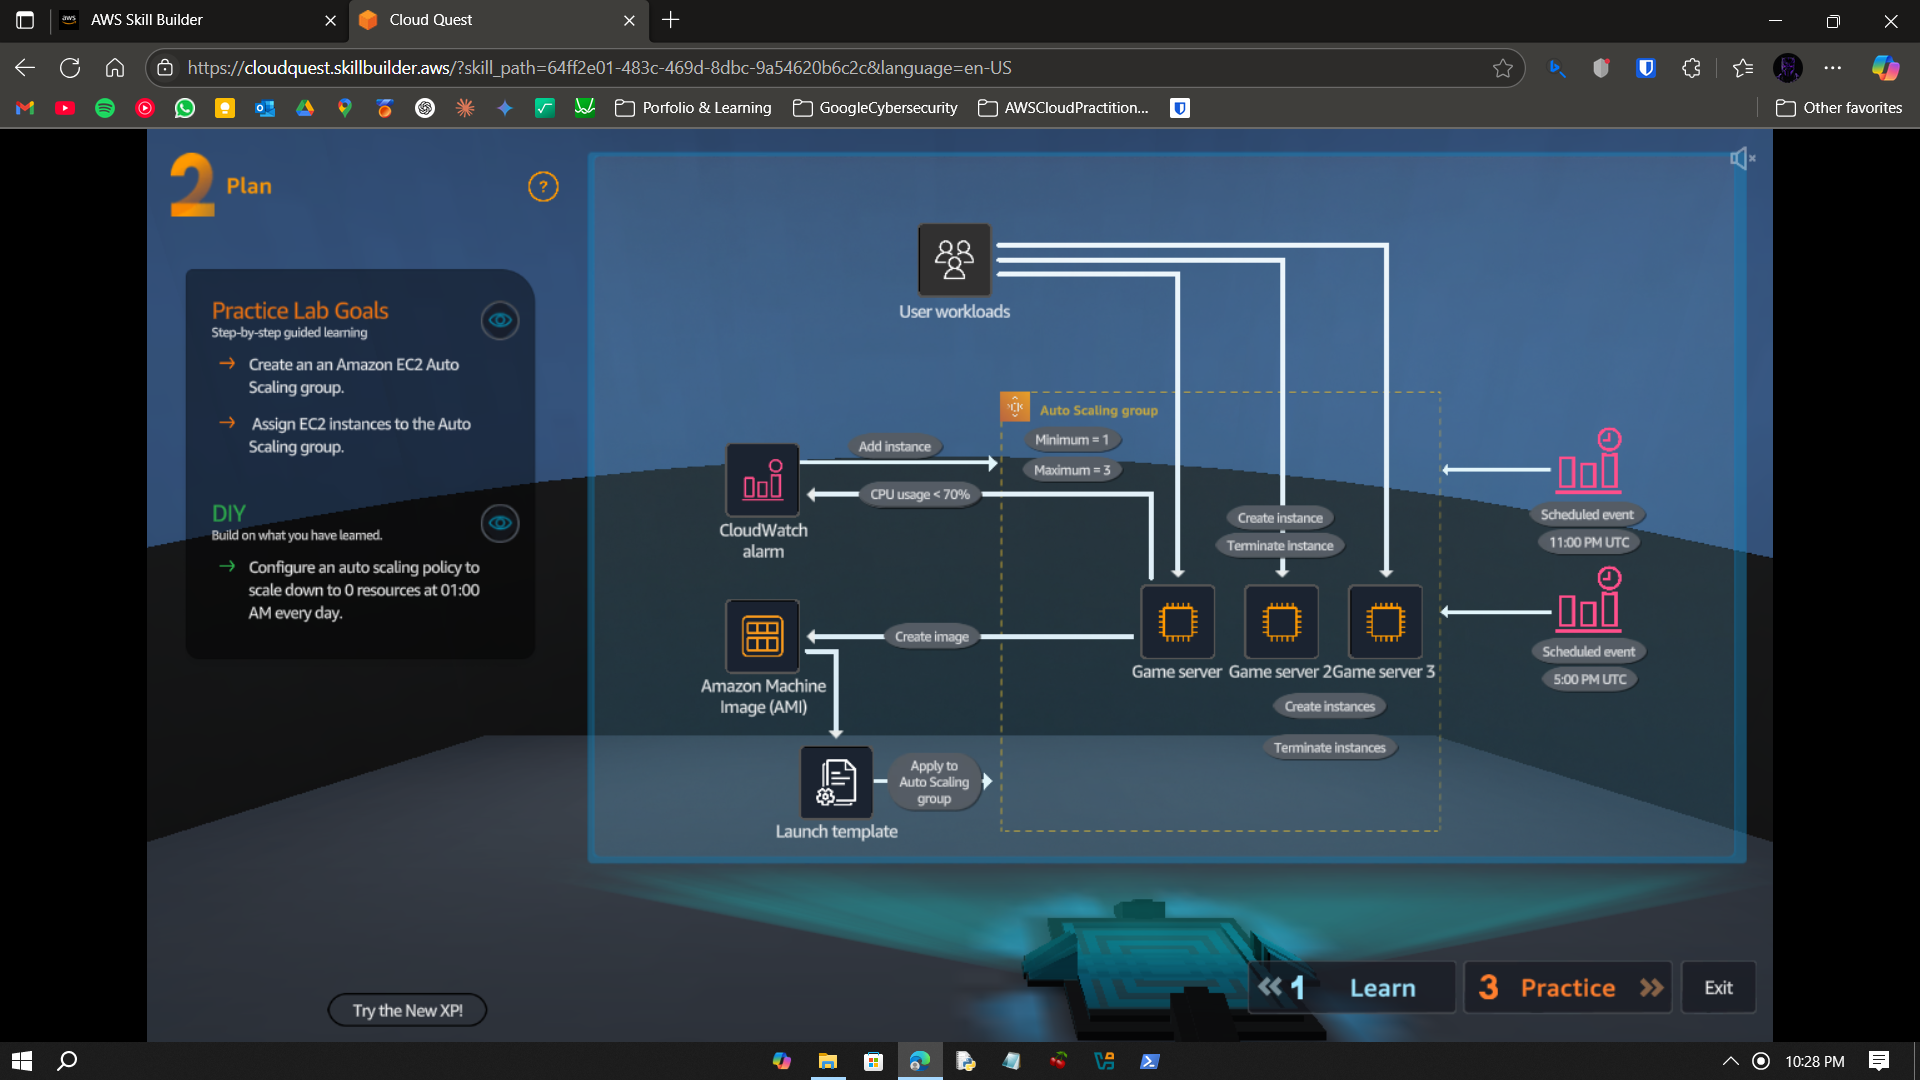 AWS Skill Builder
Cloud Quest
https://cloudquest.skillbuilder.aws/?skill_path=64ff2e01-483c-469d-8dbc-9a54620b6c2c&language=en-US
Porfolio & Learning
GoogleCybersecurity
AWSCloudPractition...
Other favorites
2 Plan
?
Practice Lab Goals
Step-by-step guided learning
Create an an Amazon EC2 Auto
Scaling group.
Assign EC2 instances to the Auto
Scaling group.
DIY
Build on what you have learned.
Configure an auto scaling policy to
scale down to 0 resources at 01:00
AM every day.
User workloads
Auto Scaling group
Minimum = 1
Maximum = 3
Add instance
CPU usage < 70%
CloudWatch
alarm
Create instance
Terminate instance
Scheduled event
11:00 PM UTC
Create image
Amazon Machine
Image (AMI)
Game server
Game server 2
Game server 3
Scheduled event
5:00 PM UTC
Create instances
Terminate instances
Apply to
Auto Scaling
group
Launch template
1 Learn
3 Practice
Exit
Try the New XP!
10:28 PM